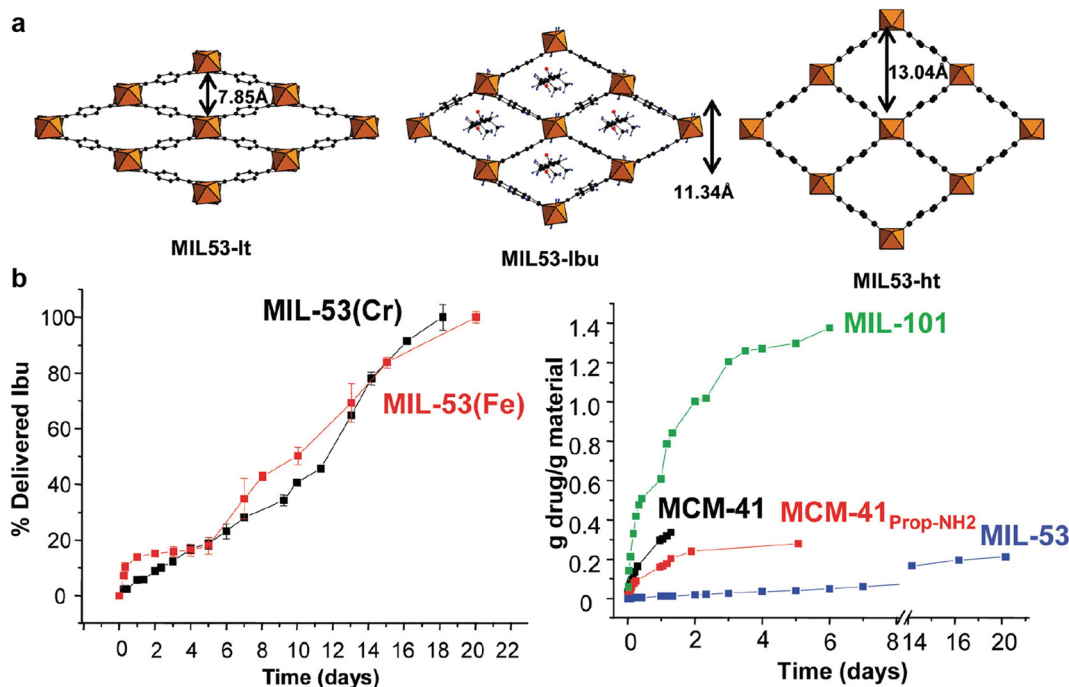 a
7.85Å
11.34Å
13.04Å
MIL53-lt
MIL53-Ibu
MIL53-ht
b
MIL-53(Cr)
MIL-53(Fe)
% Delivered Ibu
100
80
60
40
20
0
0 2 4 6 8 10 12 14 16 18 20 22
Time (days)
MIL-101
MCM-41
MCM-41Prop-NH2
MIL-53
g drug/g material
1.4
1.2
1.0
0.8
0.6
0.4
0.2
0
0 2 4 6 8 14 16 18 20
Time (days)